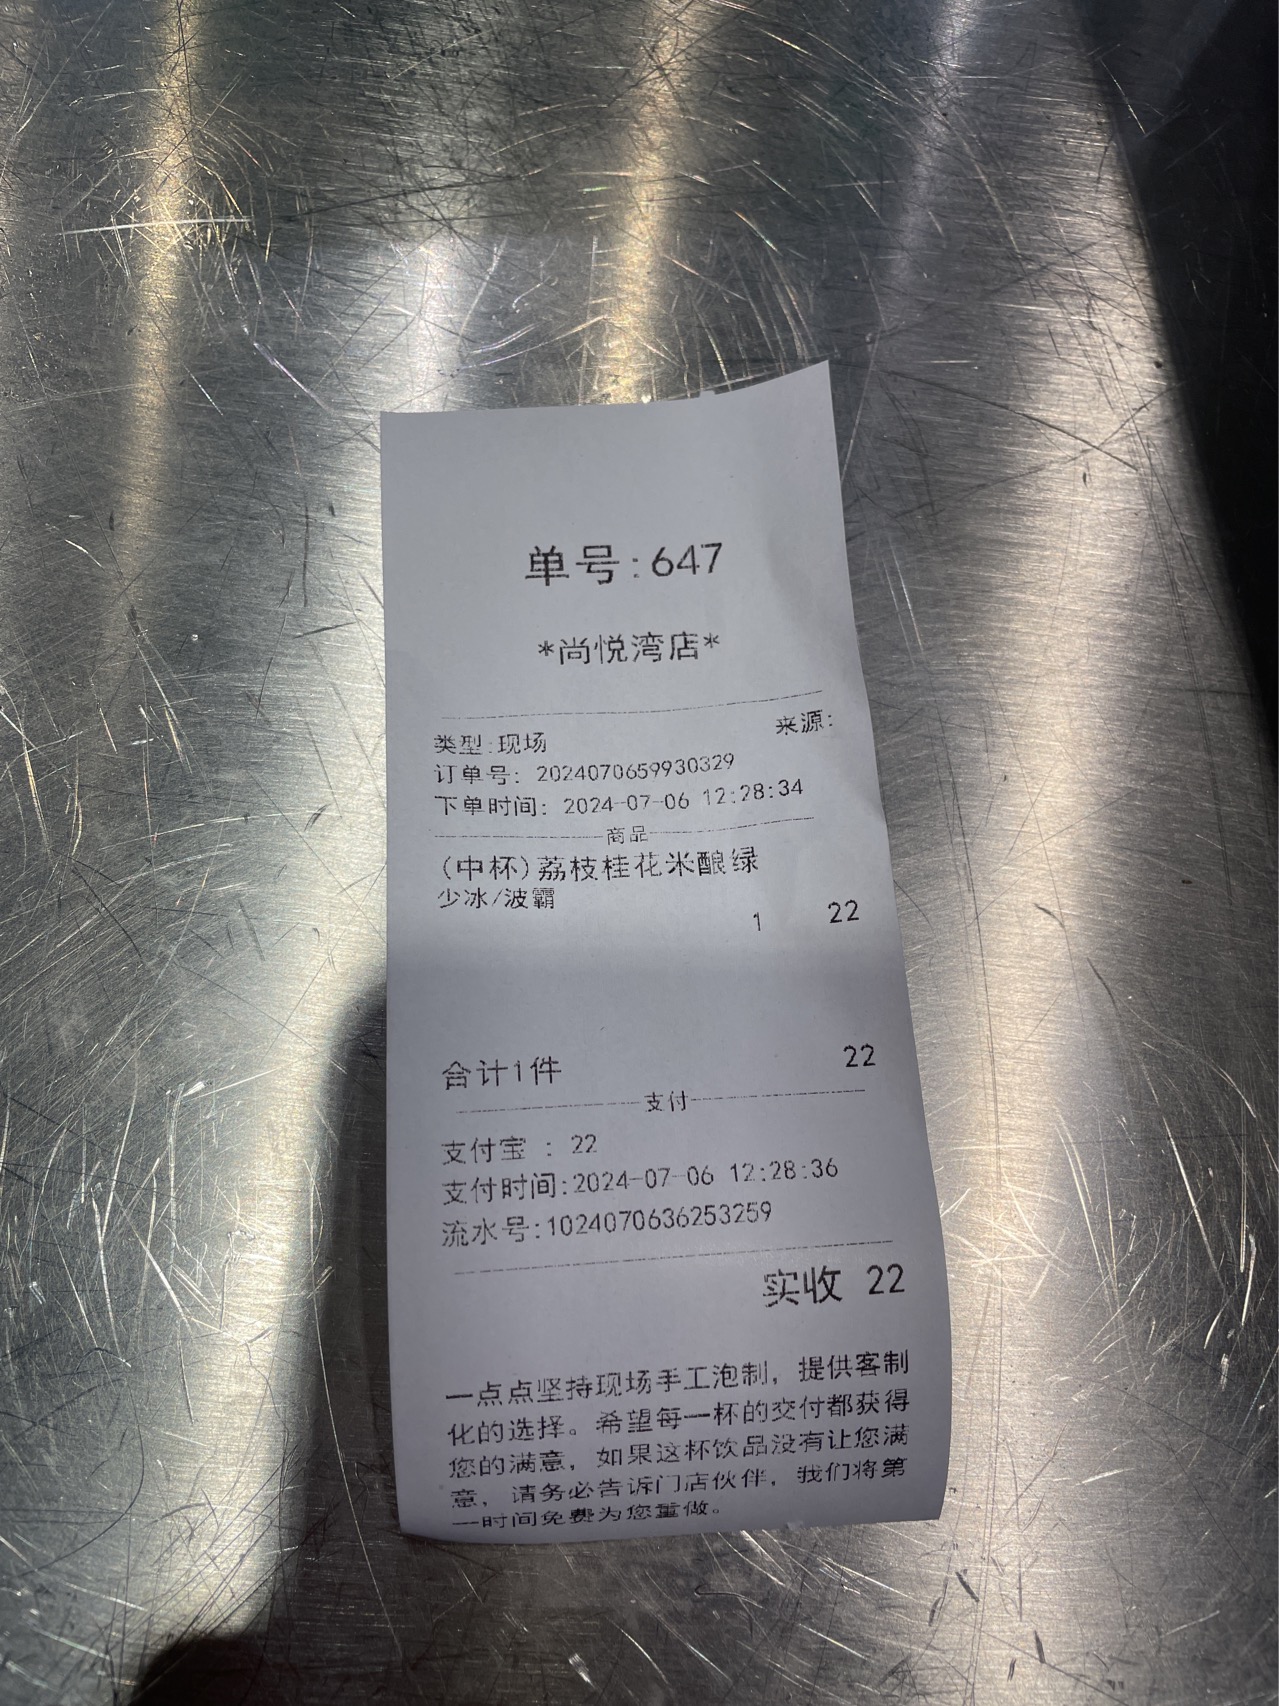 单号:647
*尚悦湾店*
来源:
类型:现场
订单号: 2024070659930329
下单时间: 2024-07-06 12:28:34
商品
(中杯)荔枝桂花米酿绿
少冰/波霸
1 22
合计1件 22
支付
支付宝 : 22
支付时间:2024-07-06 12:28:36
流水号:1024070636253259
实收 22
一点点坚持现场手工泡制，提供客制
化的选择。希望每一杯的交付都获得
您的满意，如果这杯饮品没有让您满
意，请务必告诉门店伙伴，我们将第
一时间免费为您重做。